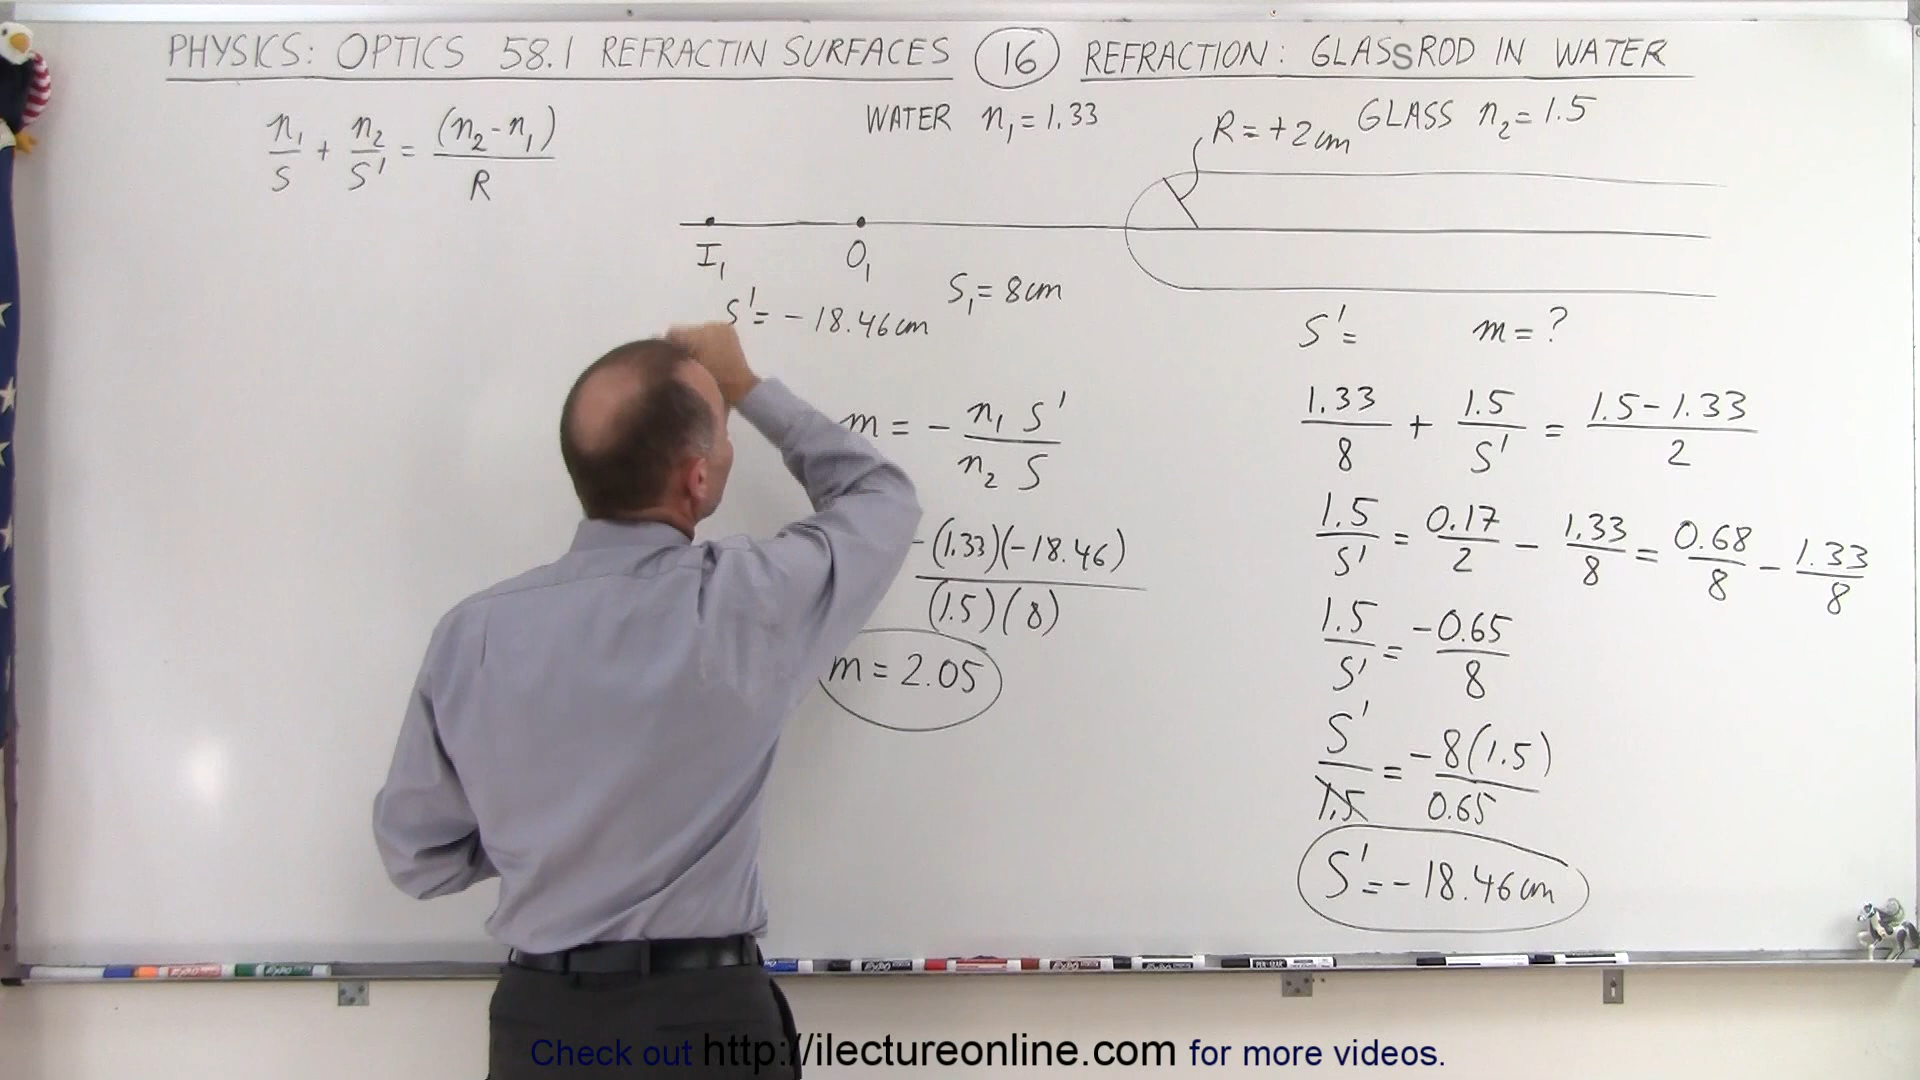 PHYSICS: OPTICS 58.1 REFRACTIN SURFACES 16 REFRACTION: GLASS ROD IN WATER
n₁/S + n₂/S' = (n₂-n₁)/R
WATER n₁ = 1.33
R = +2cm
GLASS n₂ = 1.5
I₁
O₁
S₁ = 8cm
S' = - 18.46cm
m = - n₁ S' / n₂ S
-(1.33)(-18.46) / (1.5)(8)
m = 2.05
S' =
m = ?
1.33/8 + 1.5/S' = 1.5-1.33/2
1.5/S' = 0.17/2 - 1.33/8 = 0.68/8 - 1.33/8
1.5/S' = -0.65/8
S'/1.5 = -8(1.5)/0.65
S' = - 18.46cm
Check out http://ilectureonline.com for more videos.